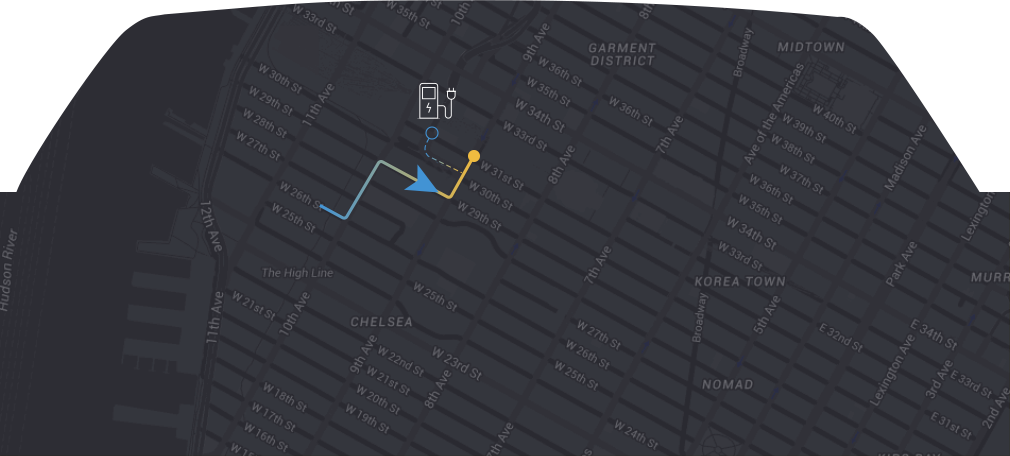 W 33rd St
W 35th St
10th
8th
9th Ave
GARMENT
DISTRICT
Broadway
MIDTOWN
W 30th St
W 29th St
W 28th St
W 27th St
11th Ave
W 36th St
W 35th St
W 34th St
W 33rd St
W 36th St
7th Ave
8th Ave
Ave of the Americas
W 40th St
W 39th St
W 38th St
W 37th St
W 36th St
W 35th St
W 34th St
W 33rd St
Madison Ave
W 31st St
W 30th St
W 29th St
W 26th St
W 25th St
12th Ave
Hudson River
The High Line
7th Ave
KOREA TOWN
Park Ave
Lexington
MURR
W 21st St
11th Ave
10th Ave
W 25th St
CHELSEA
9th Ave
W 22nd St
W 21st St
W 20th St
W 19th St
W 23rd St
8th Ave
W 27th St
W 26th St
W 25th St
Broadway
5th Ave
E 32nd St
E 34th St
E 33rd St
E 31st St
Lexington Ave
3rd Ave
2nd Ave
NOMAD
W 18th St
W 17th St
W 16th St
7th Ave
W 24th St